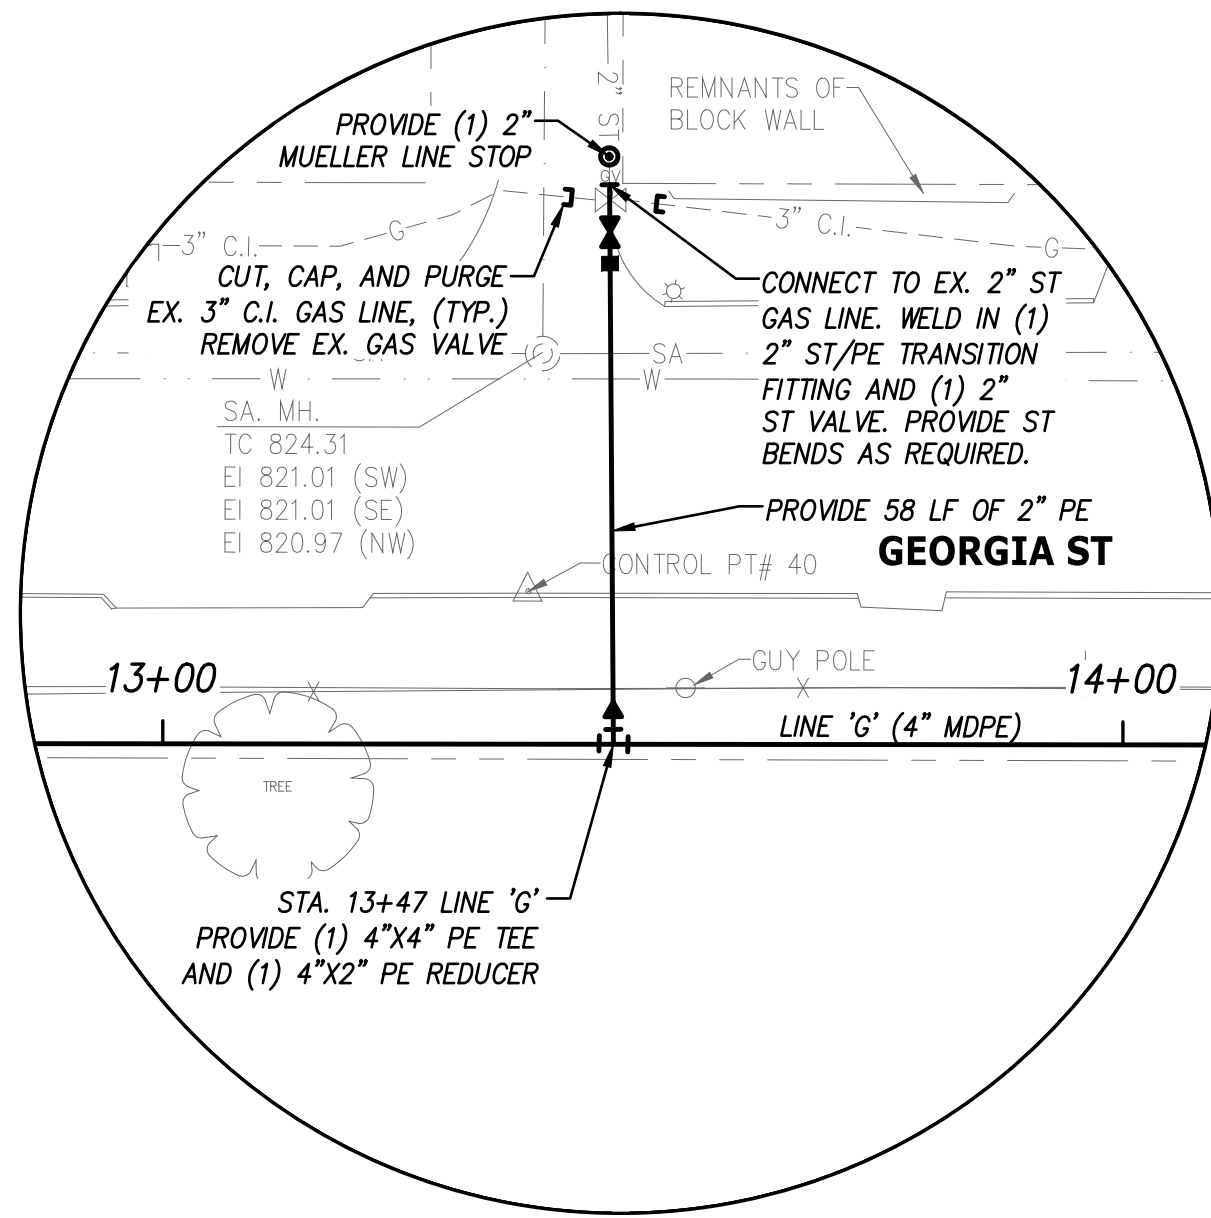 2" ST
REMNANTS OF
BLOCK WALL
PROVIDE (1) 2"
MUELLER LINE STOP
GV
3" C.I.
G
3" C.I.
G
CUT, CAP, AND PURGE
EX. 3" C.I. GAS LINE, (TYP.)
REMOVE EX. GAS VALVE
CONNECT TO EX. 2" ST
GAS LINE. WELD IN (1)
2" ST/PE TRANSITION
FITTING AND (1) 2"
ST VALVE. PROVIDE ST
BENDS AS REQUIRED.
SA
W
W
SA. MH.
TC 824.31
EI 821.01 (SW)
EI 821.01 (SE)
EI 820.97 (NW)
PROVIDE 58 LF OF 2" PE
GEORGIA ST
CONTROL PT# 40
GUY POLE
13+00
14+00
LINE 'G' (4" MDPE)
TREE
STA. 13+47 LINE 'G'
PROVIDE (1) 4"X4" PE TEE
AND (1) 4"X2" PE REDUCER